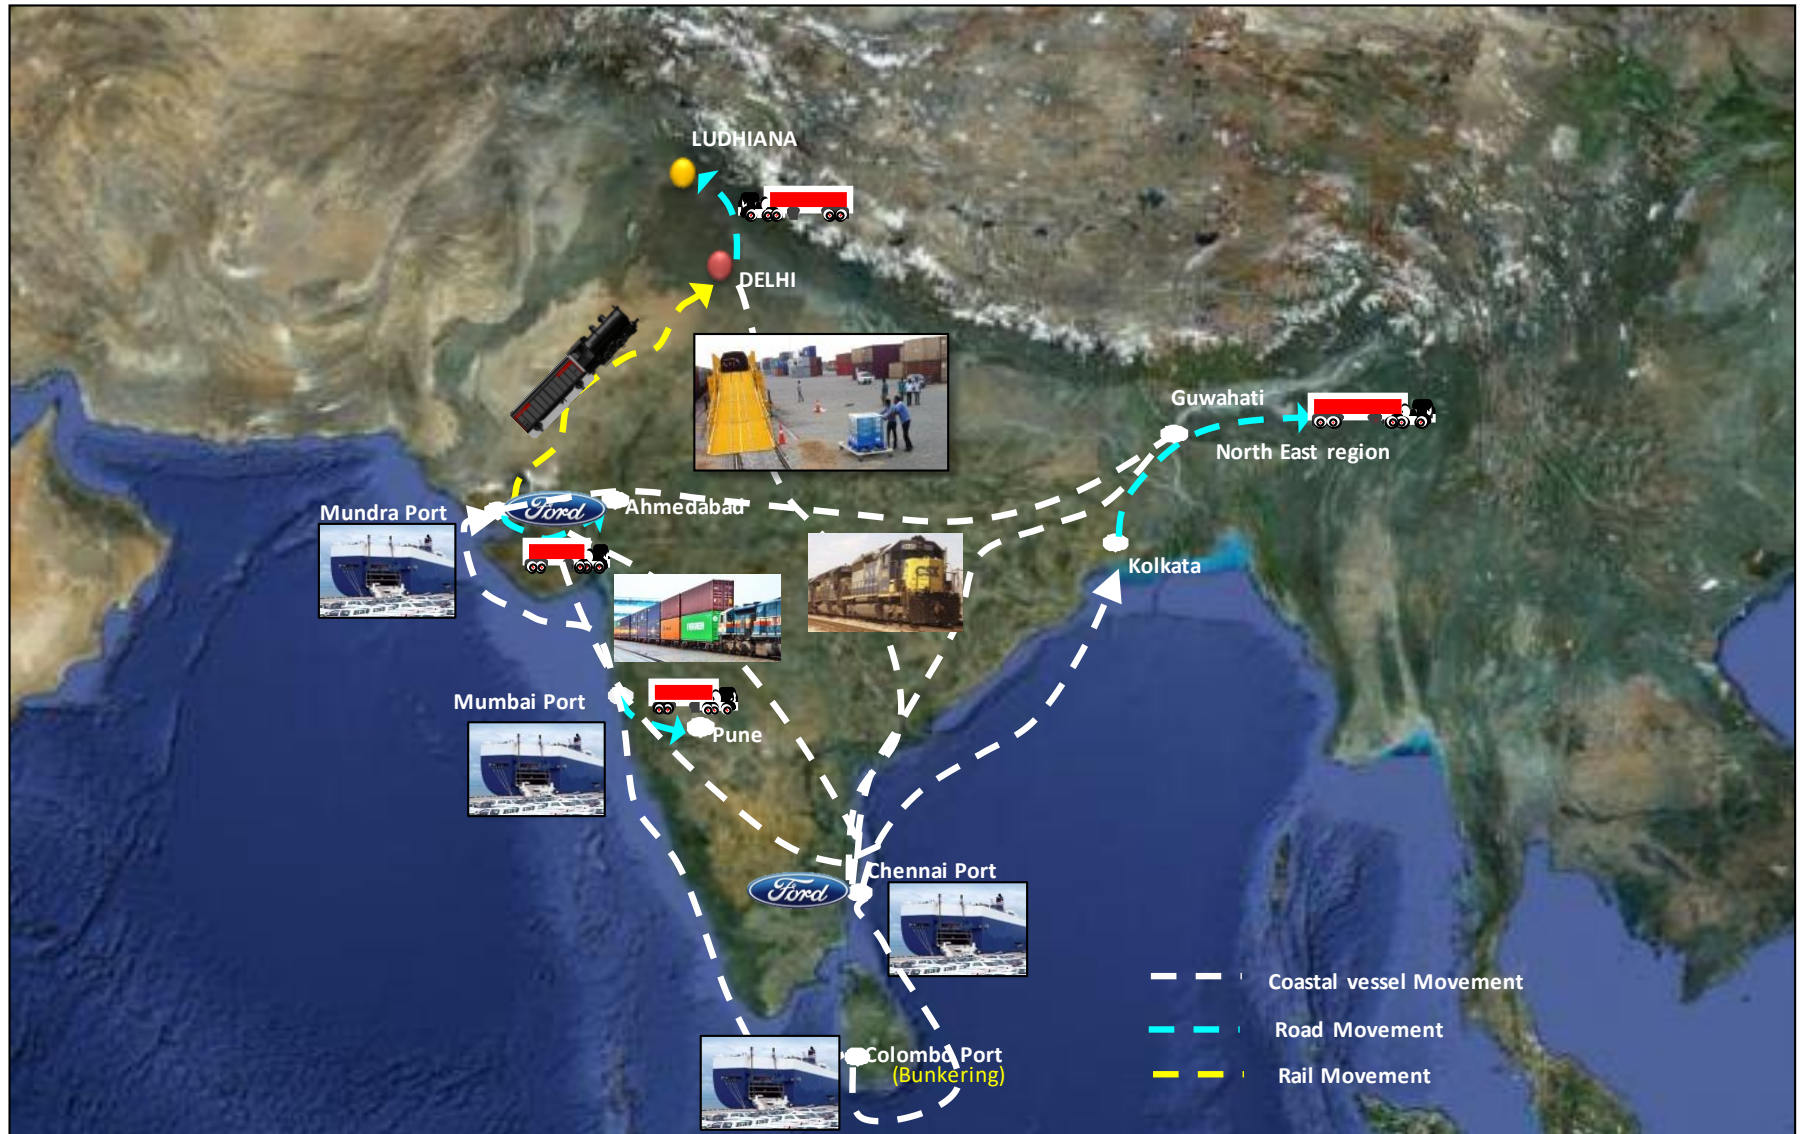 LUDHIANA
DELHI
Guwahati
North East region
Mundra Port
Ford
Ahmedabad
Kolkata
Mumbai Port
Pune
Chennai Port
Ford
Colombo Port
(Bunkering)
Coastal vessel Movement
Road Movement
Rail Movement